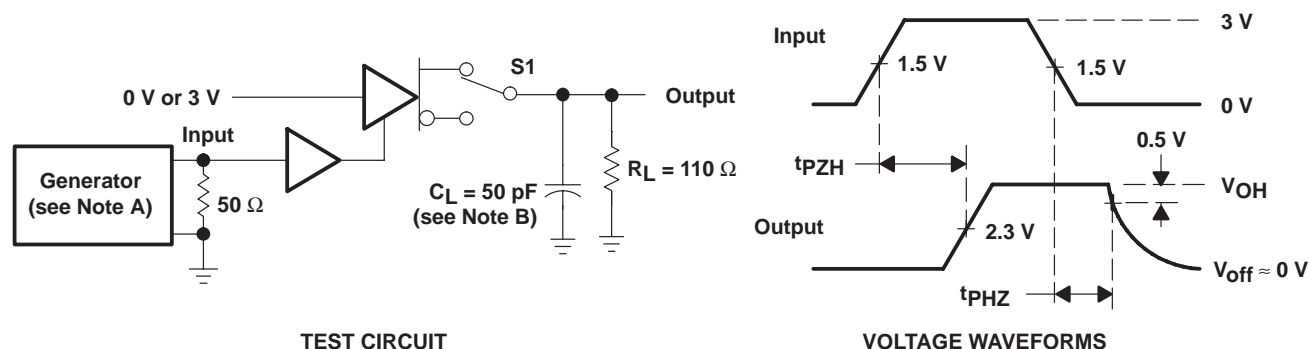 0 V or 3 V
Input
Generator
(see Note A)
50 Ω
S1
Output
CL = 50 pF
(see Note B)
RL = 110 Ω
TEST CIRCUIT
Input
3 V
1.5 V
1.5 V
0 V
0.5 V
tPZH
VOH
Output
2.3 V
Voff ≈ 0 V
tPHZ
VOLTAGE WAVEFORMS